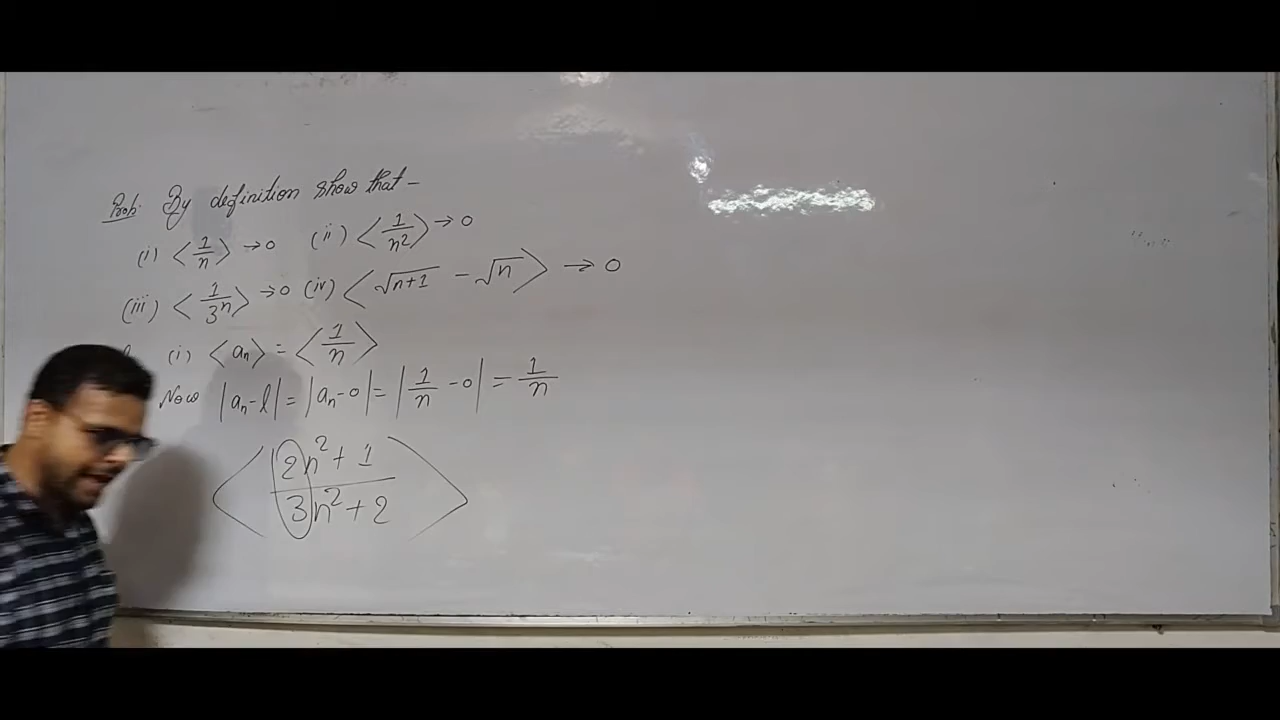 Prob: By definition show that –
(i) <1/n> → 0 (ii) <1/n²> → 0
(iii) <1/3ⁿ> → 0 (iv) <√n+1 − √n> → 0
(i) <aₙ> = <1/n>
Now |aₙ-l| = |aₙ-0| = |1/n - 0| = 1/n
<2n²+1/3n²+2>